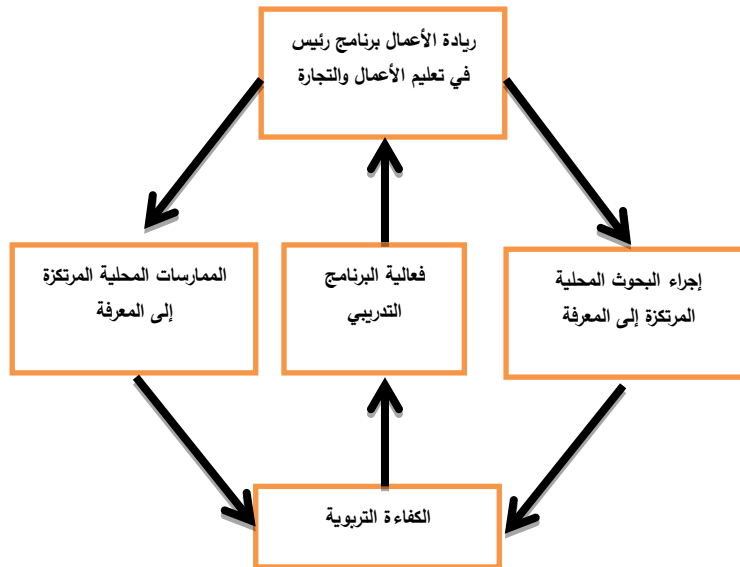 ريادة الأعمال برنامج رئيس
في تعليم الأعمال والتجارة
إجراء البحوث المحلية
المرتكزة إلى المعرفة
فعالية البرنامج
التدريبي
الممارسات المحلية المرتكزة
إلى المعرفة
الكفاءة التربوية